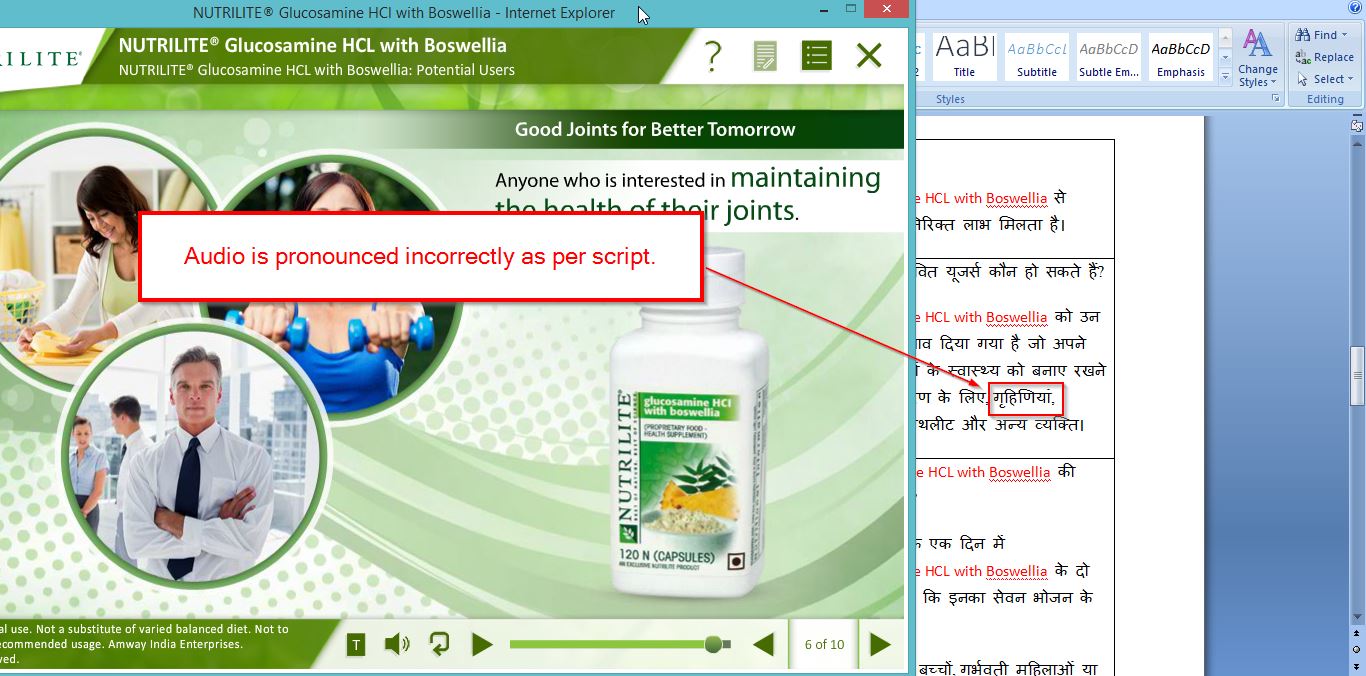 NUTRILITE® Glucosamine HCl with Boswellia - Internet Explorer
NUTRILITE® Glucosamine HCL with Boswellia
NUTRILITE® Glucosamine HCL with Boswellia: Potential Users
Good Joints for Better Tomorrow
Anyone who is interested in maintaining
the health of their joints.
Audio is pronounced incorrectly as per script.
NUTRILITE®
glucosamine HCl
with boswellia
(PROPRIETARY FOOD -
HEALTH SUPPLEMENT)
120 N (CAPSULES)
AN EXCLUSIVE NUTRILITE PRODUCT
use. Not a substitute of varied balanced diet. Not to
recommended usage. Amway India Enterprises.
T
6 of 10
AaBl
AaBbCcL
AaBbCcD
AaBbCcD
Title
Subtitle
Subtle Em...
Emphasis
Change
Styles
Styles
Find
Replace
Select
Editing
HCL with Boswellia से
लाभ मिलता है।
यूजर्स कौन हो सकते हैं?
HCL with Boswellia को उन
दिया गया है जो अपने
के स्वास्थ्य को बनाए रखने
के लिए, गृहिणियां,
और अन्य व्यक्ति।
HCL with Boswellia की
एक दिन में
HCL with Boswellia के दो
कि इनका सेवन भोजन के
बच्चों, गर्भवती महिलाओं या